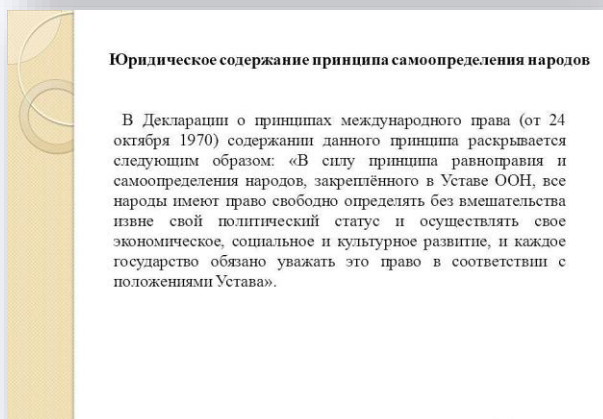 Юридическое содержание принципа самоопределения народов
В Декларации о принципах международного права (от 24
октября 1970) содержании данного принципа раскрывается
следующим образом: «В силу принципа равноправия и
самоопределения народов, закреплённого в Уставе ООН, все
народы имеют право свободно определять без вмешательства
извне свой политический статус и осуществлять свое
экономическое, социальное и культурное развитие, и каждое
государство обязано уважать это право в соответствии с
положениями Устава».